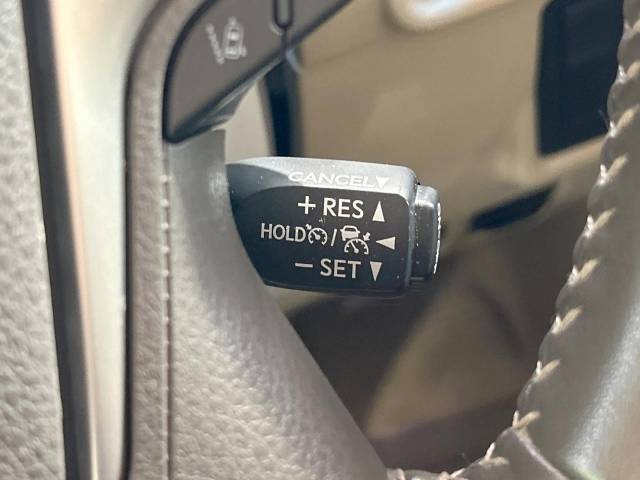 CANCEL▼
+ RES ▲
HOLD / ◀
− SET ▼